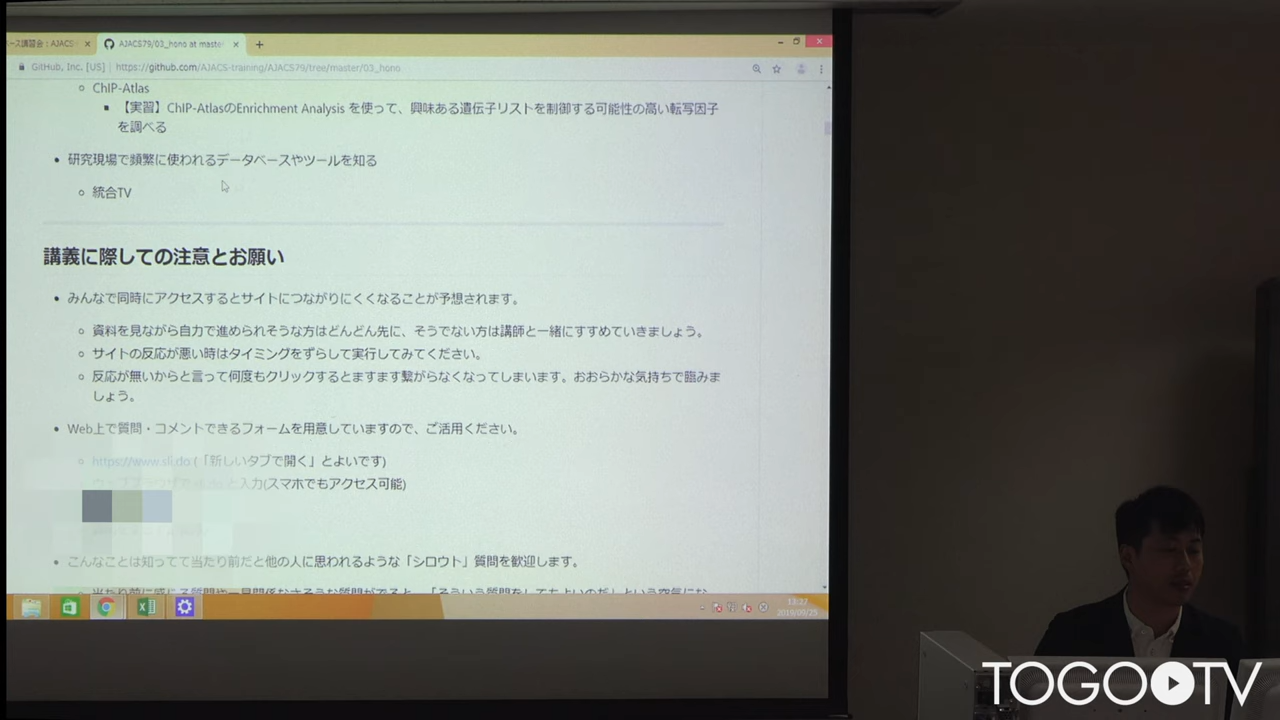 ース講習会：AJACS
AJACS79/03_hono at maste
GitHub, Inc. [US] | https://github.com/AJACS-training/AJACS79/tree/master/03_hono
ChIP-Atlas
【実習】ChIP-AtlasのEnrichment Analysis を使って、興味ある遺伝子リストを制御する可能性の高い転写因子
を調べる
研究現場で頻繁に使われるデータベースやツールを知る
統合TV
講義に際しての注意とお願い
みんなで同時にアクセスするとサイトにつながりにくくなることが予想されます。
資料を見ながら自力で進められそうな方はどんどん先に、そうでない方は講師と一緒にすすめていきましょう。
サイトの反応が悪い時はタイミングをずらして実行してみてください。
反応が無いからと言って何度もクリックするとますます繋がらなくなってしまいます。おおらかな気持ちで臨みま
しょう。
Web上で質問・コメントできるフォームを用意していますので、ご活用ください。
https://www.sli.do (「新しいタブで開く」とよいです)
と入力(スマホでもアクセス可能)
こんなことは知ってて当たり前だと他の人に思われるような「シロウト」質問を歓迎します。
13:27
2019/09/25
TOGOTV